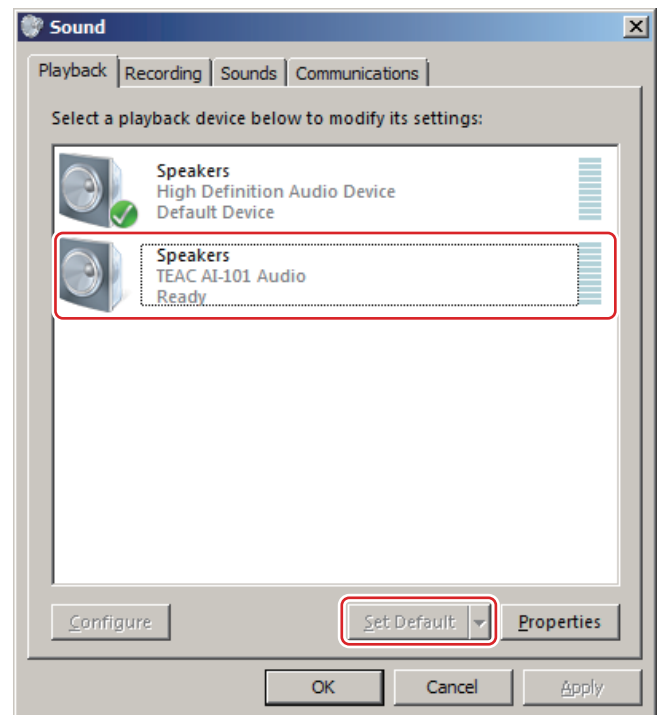 Sound
Playback Recording Sounds Communications
Select a playback device below to modify its settings:
Speakers
High Definition Audio Device
Default Device
Speakers
TEAC AI-101 Audio
Ready
Configure Set Default Properties
OK Cancel Apply